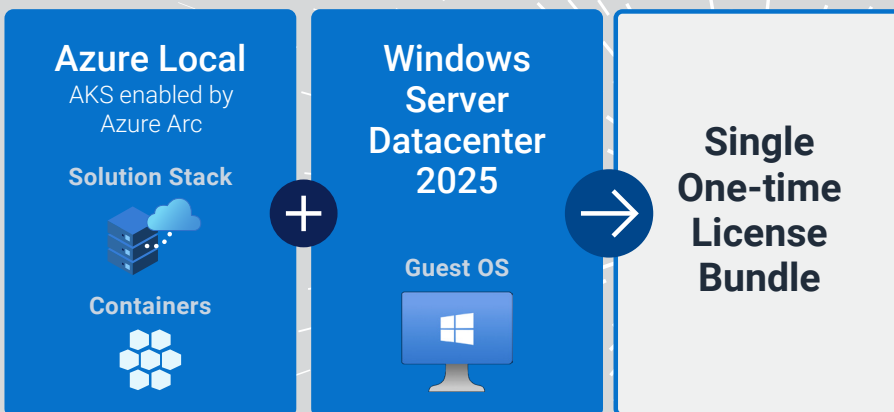 Azure Local
AKS enabled by
Azure Arc
Solution Stack
Containers
Windows
Server
Datacenter
2025
Guest OS
Single
One-time
License
Bundle